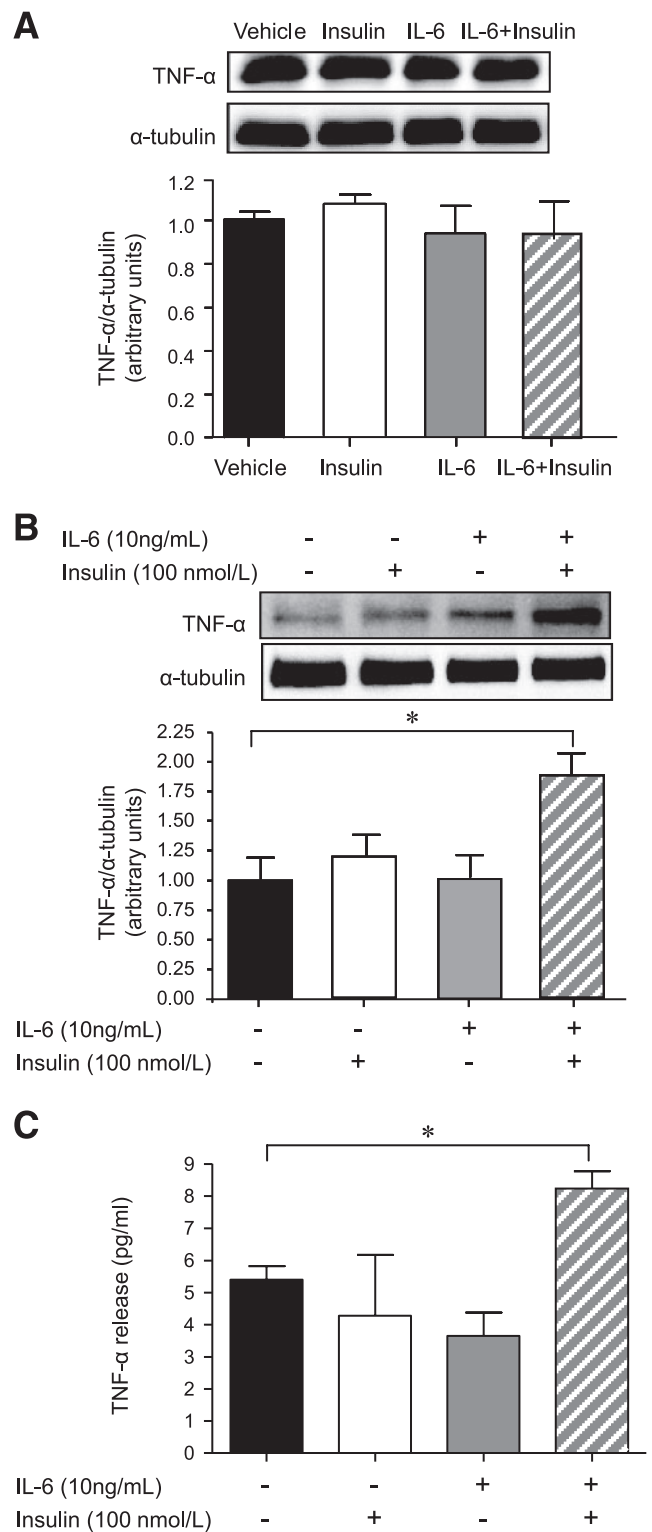 A
Vehicle Insulin IL-6 IL-6+Insulin
TNF-α
α-tubulin
TNF-α/α-tubulin
(arbitrary units)
1.2
1.0
0.8
0.6
0.4
0.2
0.0
Vehicle Insulin IL-6 IL-6+Insulin
B
IL-6 (10ng/mL) - - + +
Insulin (100 nmol/L) - + - +
TNF-α
α-tubulin
*
TNF-α/α-tubulin
(arbitrary units)
2.25
2.00
1.75
1.50
1.25
1.00
0.75
0.50
0.25
0.00
IL-6 (10ng/mL) - - + +
Insulin (100 nmol/L) - + - +
C
*
TNF-α release (pg/ml)
9
8
7
6
5
4
3
2
1
0
IL-6 (10ng/mL) - - + +
Insulin (100 nmol/L) - + - +